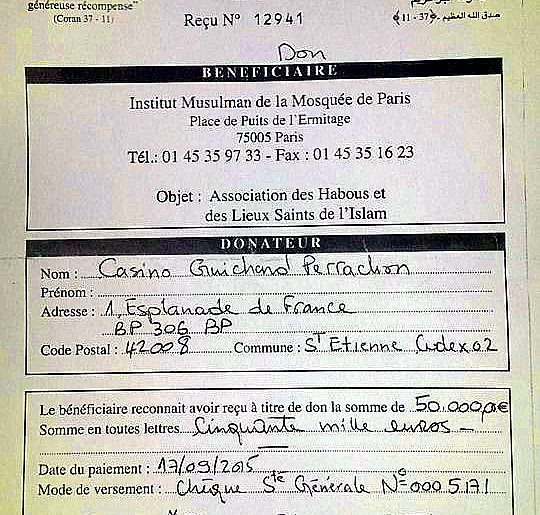 généreuse récompense"
(Coran 37 - 11)
Reçu N° 12941
صدق الله العظيم
﴾11 - 37﴿
Don
BENEFICIAIRE
Institut Musulman de la Mosquée de Paris
Place de Puits de l'Ermitage
75005 Paris
Tél.: 01 45 35 97 33 - Fax : 01 45 35 16 23
Objet : Association des Habous et
des Lieux Saints de l'Islam
DONATEUR
Nom : Casino Guichard Perrachon
Prénom :
Adresse : 1, Esplanade de France
BP 306 BP
Code Postal : 42008 Commune : St Etienne Cedex 02
Le bénéficiaire reconnait avoir reçu à titre de don la somme de 50.000,00€
Somme en toutes lettres Cinquante mille euros -
Date du paiement : 17/09/2015
Mode de versement : Chèque Sté Générale N° 0005171